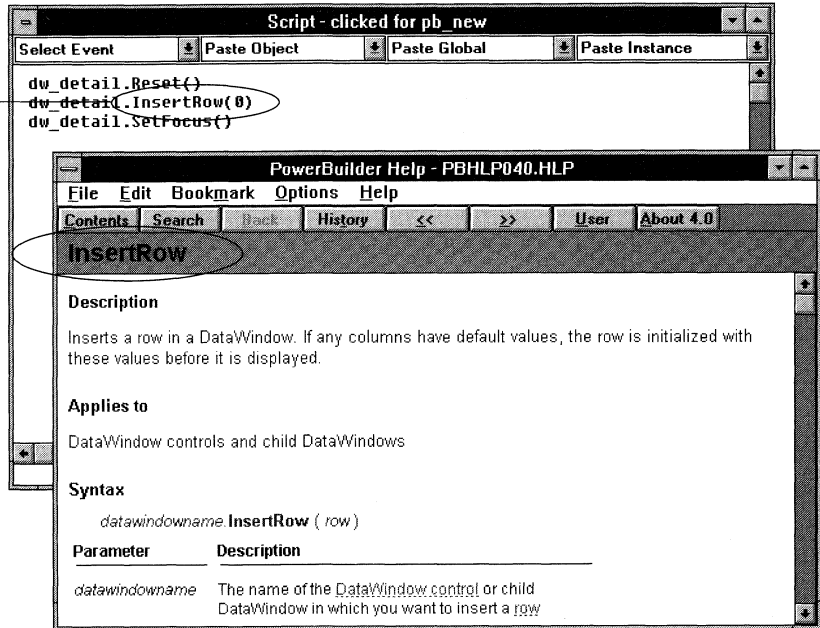 Script - clicked for pb_new
Select Event Paste Object Paste Global Paste Instance
dw_detail.Reset()
dw_detail.InsertRow(0)
dw_detail.SetFocus()
PowerBuilder Help - PBHLP040.HLP
File Edit Bookmark Options Help
Contents Search Back History << >> User About 4.0
InsertRow
Description
Inserts a row in a DataWindow. If any columns have default values, the row is initialized with
these values before it is displayed.
Applies to
DataWindow controls and child DataWindows
Syntax
datawindowname.InsertRow ( row )
Parameter Description
datawindowname The name of the DataWindow control or child
DataWindow in which you want to insert a row